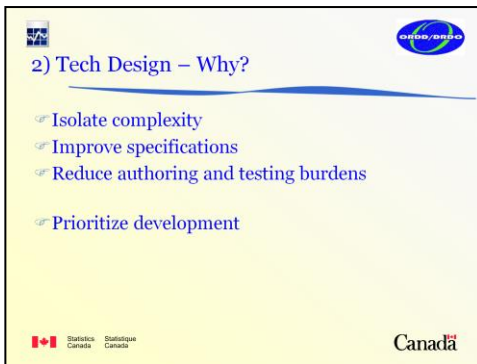 ORDD/DRDO
2) Tech Design – Why?
☞Isolate complexity
☞Improve specifications
☞Reduce authoring and testing burdens
☞Prioritize development
Statistics Statistique
Canada Canada
Canada